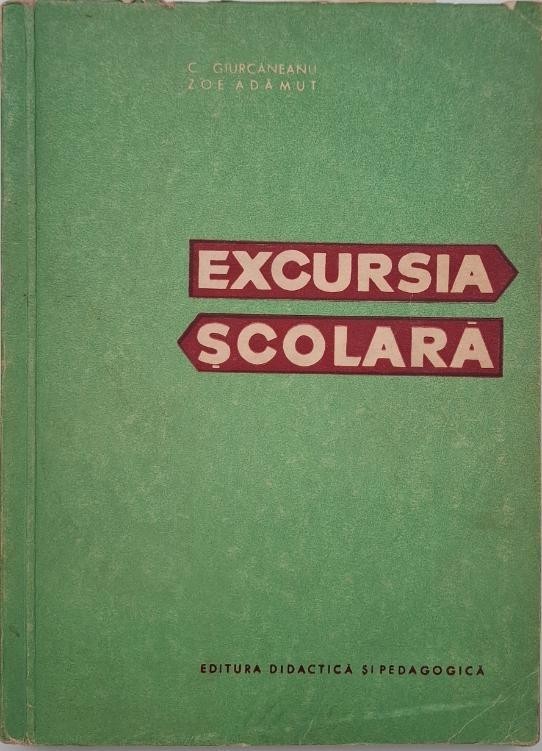 C. GIURCĂNEANU
ZOE ADĂMUȚ
EXCURSIA
ȘCOLARĂ
EDITURA DIDACTICĂ ȘI PEDAGOGICĂ